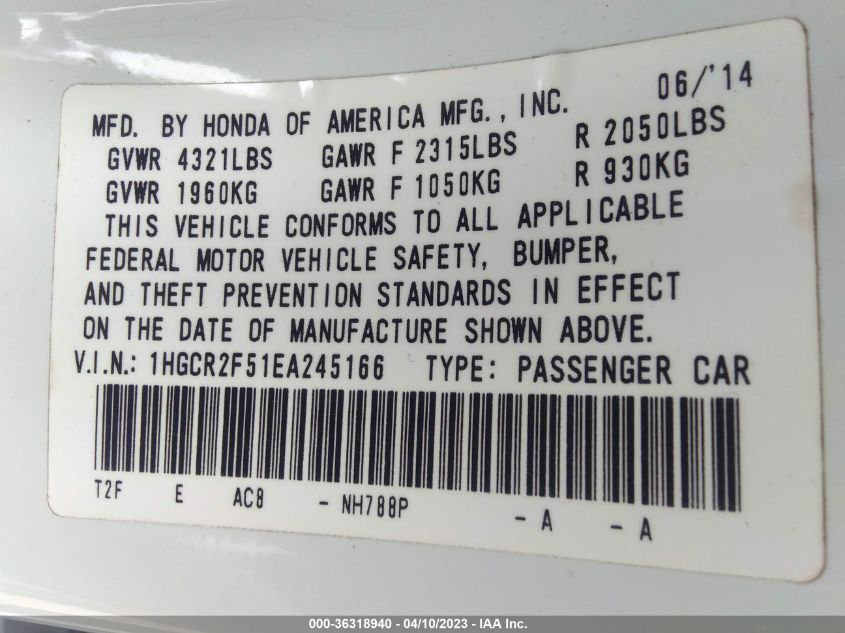 06/'14
MFD. BY HONDA OF AMERICA MFG., INC.
GVWR 4321LBS GAWR F 2315LBS R 2050LBS
GVWR 1960KG GAWR F 1050KG R 930KG
THIS VEHICLE CONFORMS TO ALL APPLICABLE
FEDERAL MOTOR VEHICLE SAFETY, BUMPER,
AND THEFT PREVENTION STANDARDS IN EFFECT
ON THE DATE OF MANUFACTURE SHOWN ABOVE.
V.I.N.: 1HGCR2F51EA245166 TYPE: PASSENGER CAR
T2F E AC8 - NH788P - A - A
000-36318940 - 04/10/2023 - IAA Inc.